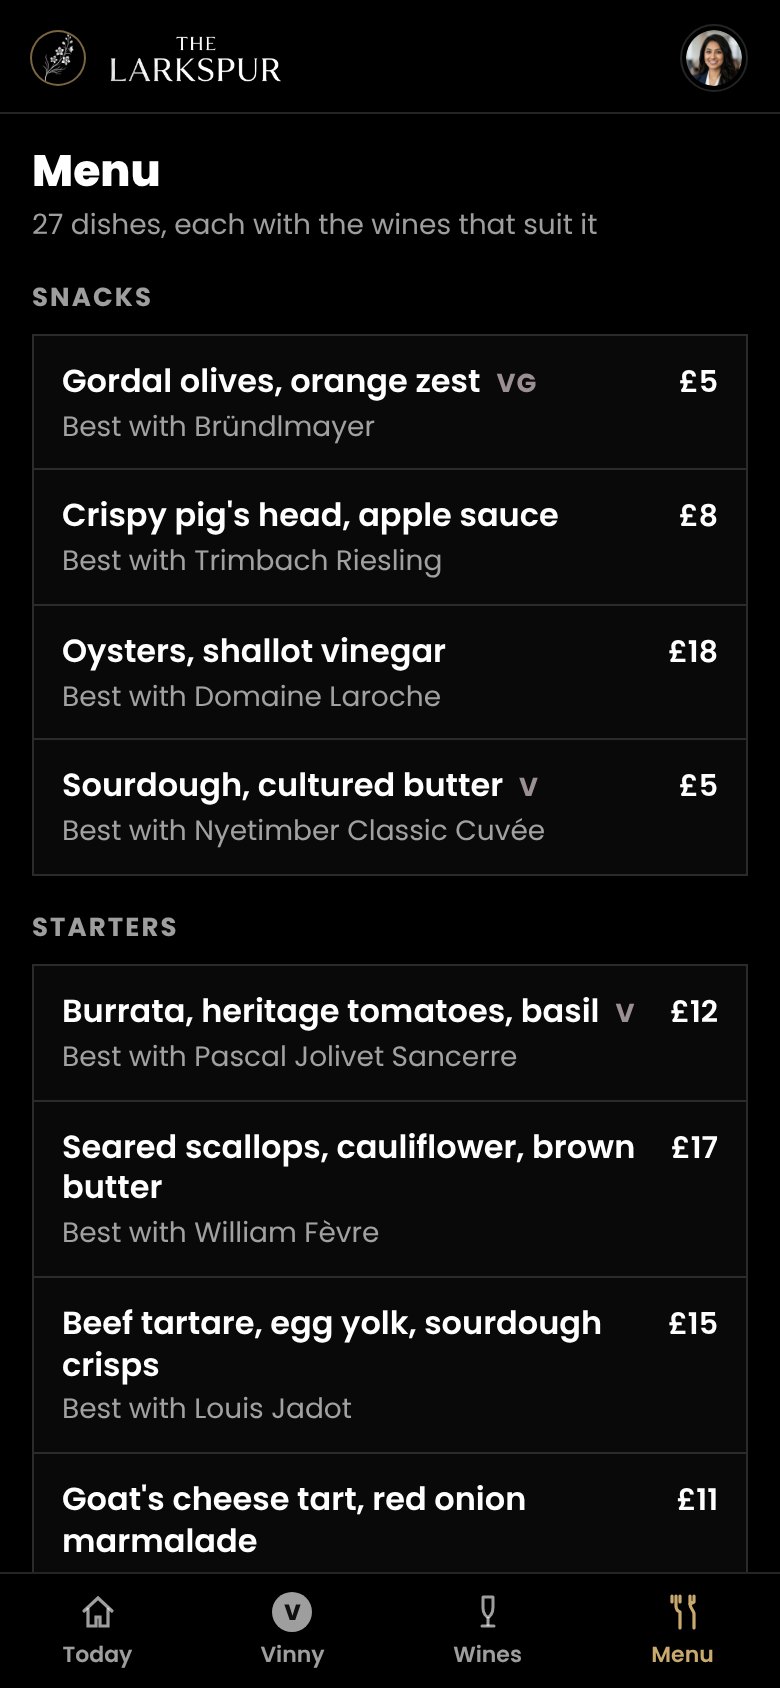 THE
LARKSPUR
Menu
27 dishes, each with the wines that suit it
SNACKS
Gordal olives, orange zest VG £5
Best with Bründlmayer
Crispy pig's head, apple sauce £8
Best with Trimbach Riesling
Oysters, shallot vinegar £18
Best with Domaine Laroche
Sourdough, cultured butter V £5
Best with Nyetimber Classic Cuvée
STARTERS
Burrata, heritage tomatoes, basil V £12
Best with Pascal Jolivet Sancerre
Seared scallops, cauliflower, brown £17
butter
Best with William Fèvre
Beef tartare, egg yolk, sourdough £15
crisps
Best with Louis Jadot
Goat's cheese tart, red onion £11
marmalade
V
Today Vinny Wines Menu